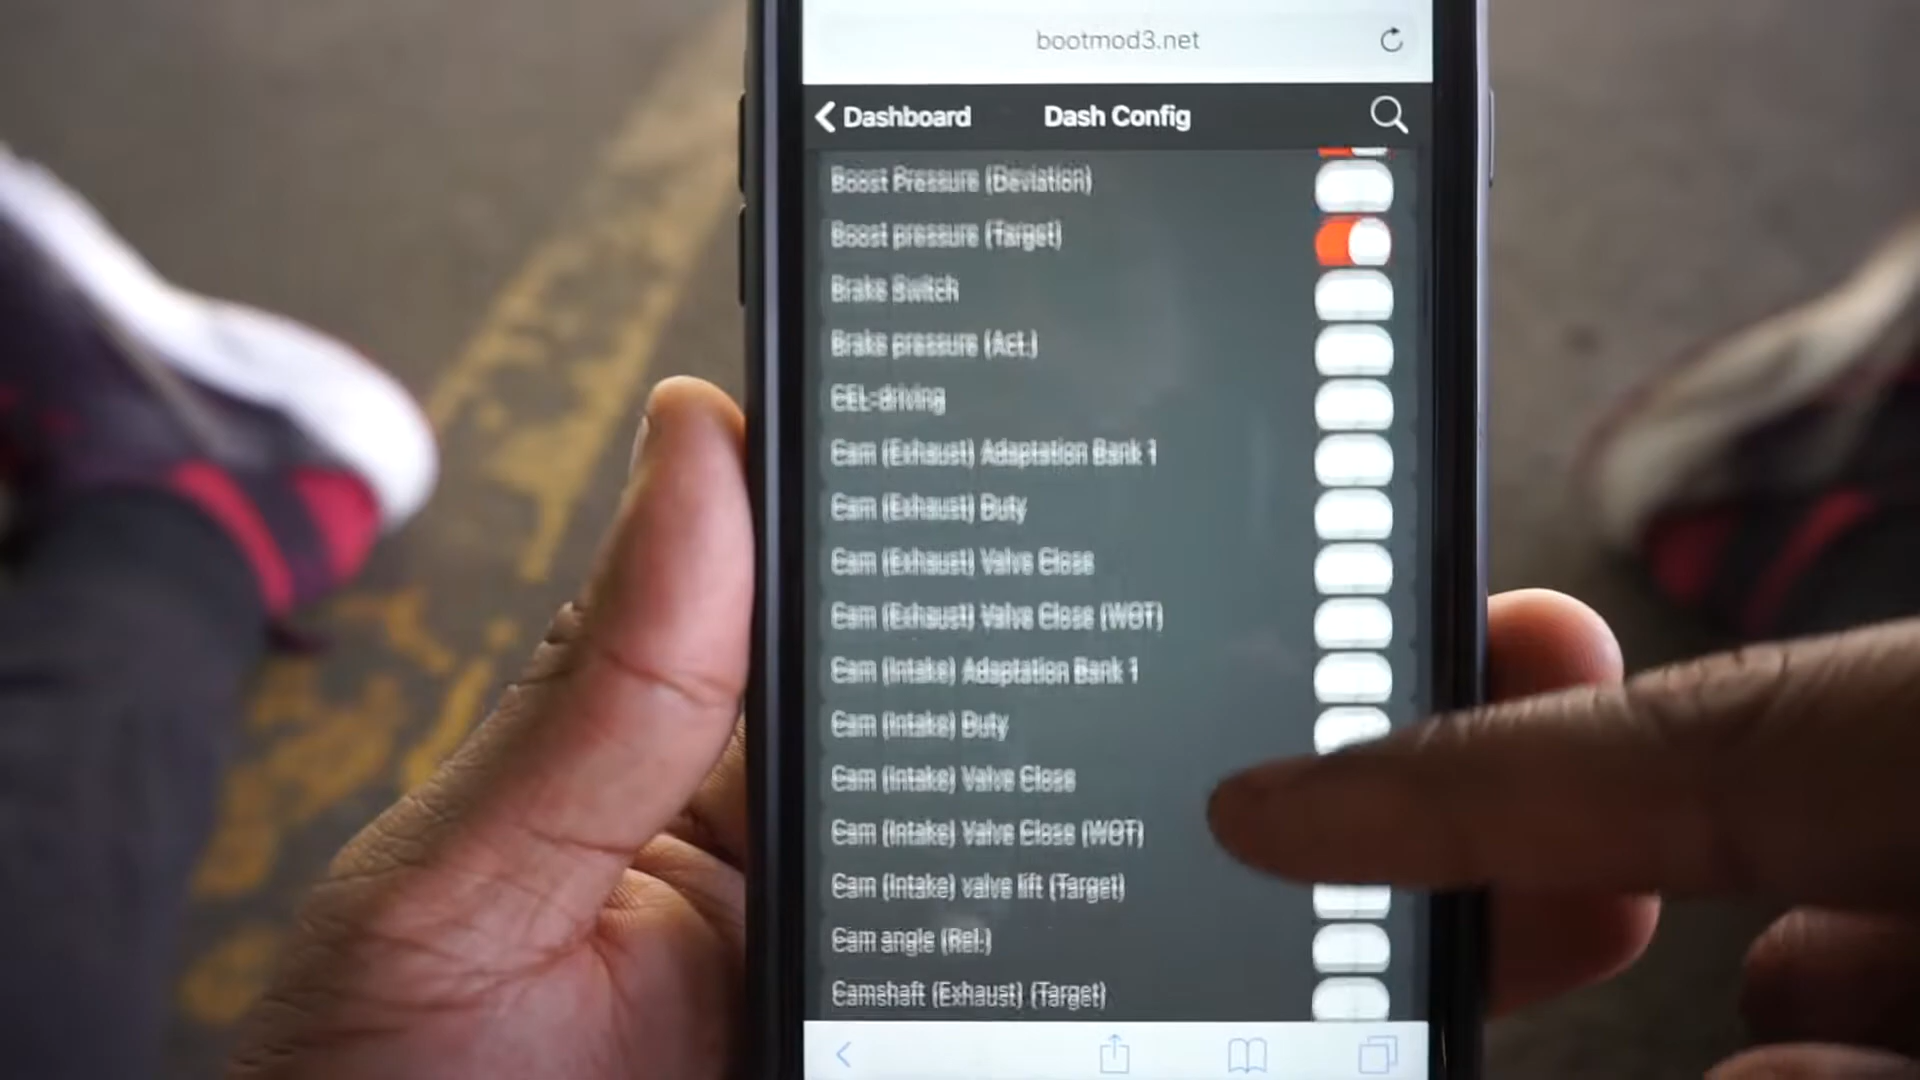 bootmod3.net
Dashboard
Dash Config
Boost Pressure (Deviation)
Boost pressure (Target)
Brake Switch
Brake pressure (Act.)
CEL-driving
Cam (Exhaust) Adaptation Bank 1
Cam (Exhaust) Duty
Cam (Exhaust) Valve Close
Cam (Exhaust) Valve Close (WOT)
Cam (Intake) Adaptation Bank 1
Cam (Intake) Duty
Cam (Intake) Valve Close
Cam (Intake) Valve Close (WOT)
Cam (Intake) valve lift (Target)
Cam angle (Rel.)
Camshaft (Exhaust) (Target)